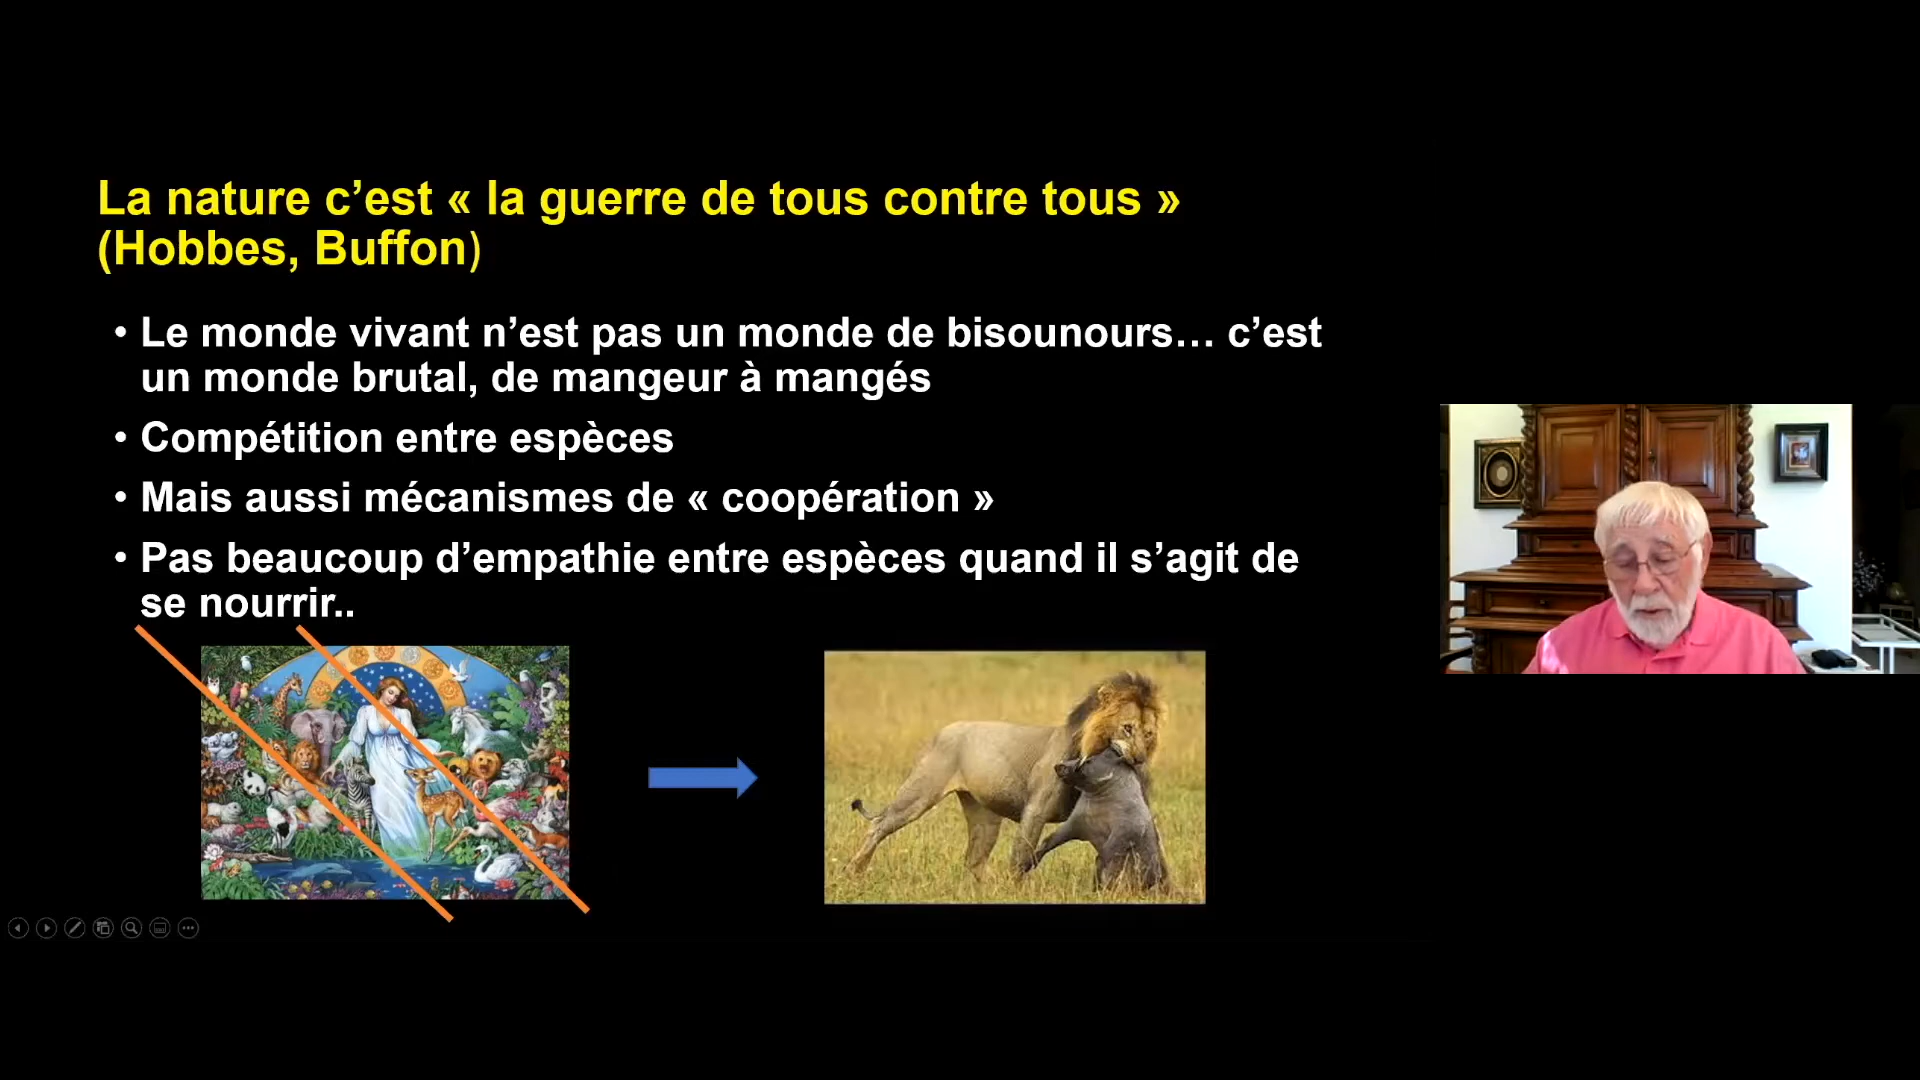 La nature c’est « la guerre de tous contre tous »
(Hobbes, Buffon)
• Le monde vivant n’est pas un monde de bisounours… c’est
un monde brutal, de mangeur à mangés
• Compétition entre espèces
• Mais aussi mécanismes de « coopération »
• Pas beaucoup d’empathie entre espèces quand il s’agit de
se nourrir..